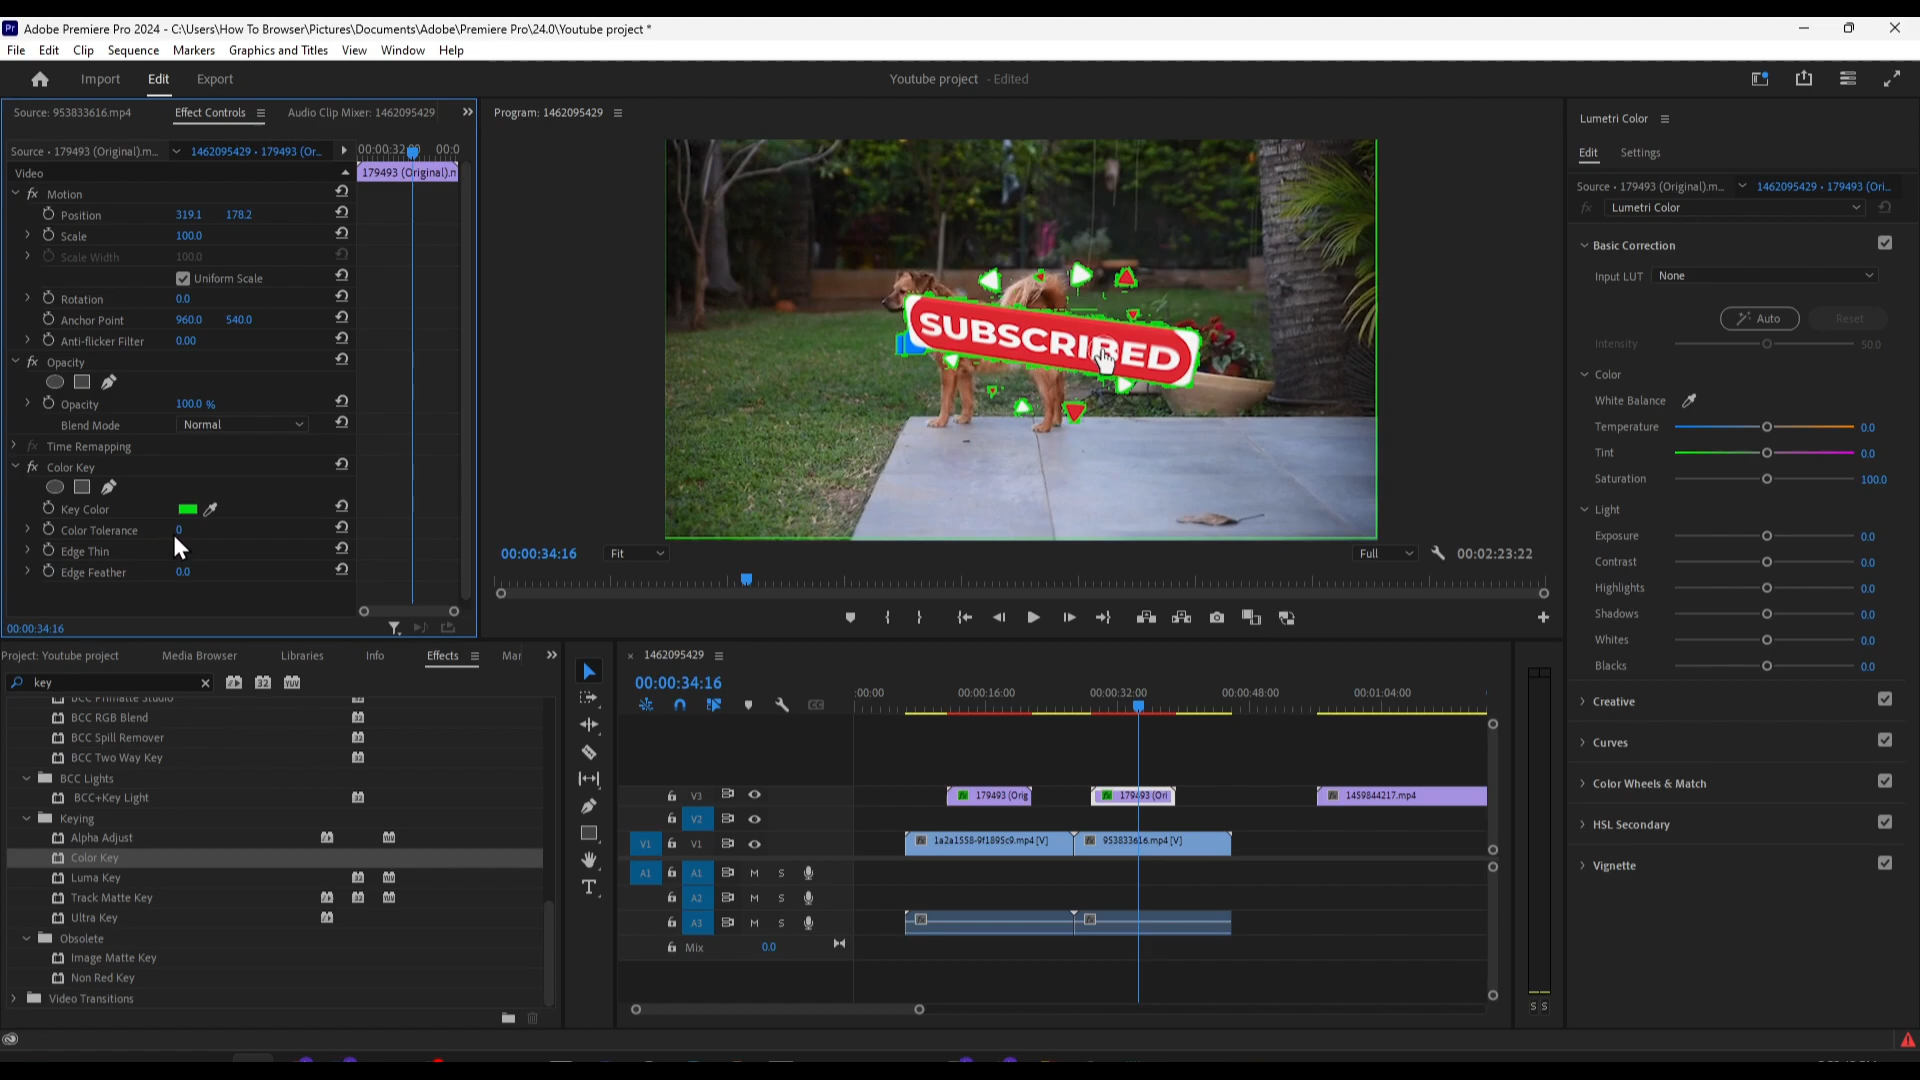 Pr Adobe Premiere Pro 2024 - C:\Users\How To Browser\Pictures\Documents\Adobe\Premiere Pro\24.0\Youtube project *
File Edit Clip Sequence Markers Graphics and Titles View Window Help
Import Edit Export Youtube project - Edited
Source: 953833616.mp4 Effect Controls Audio Clip Mixer: 1462095429
Program: 1462095429
Source • 179493 (Original).m... 1462095429 • 179493 (Or...
Video
Motion
Position 319.1 178.2
Scale 100.0
Scale Width 100.0
Uniform Scale
Rotation 0.0
Anchor Point 960.0 540.0
Anti-flicker Filter 0.00
Opacity
Opacity 100.0 %
Blend Mode Normal
Time Remapping
Color Key
Key Color
Color Tolerance 0
Edge Thin
Edge Feather 0.0
00:00:34:16
179493 (Original).m
SUBSCRIBED
00:00:34:16 Fit Full 00:02:23:22
Lumetri Color
Edit Settings
Source • 179493 (Original).m... 1462095429 • 179493 (Ori...
fx Lumetri Color
Basic Correction
Input LUT None
Auto Reset
Intensity 50.0
Color
White Balance
Temperature 0.0
Tint 0.0
Saturation 100.0
Light
Exposure 0.0
Contrast 0.0
Highlights 0.0
Shadows 0.0
Whites 0.0
Blacks 0.0
Creative
Curves
Color Wheels & Match
HSL Secondary
Vignette
Project: Youtube project Media Browser Libraries Info Effects Mar
key
BCC Primatte Studio
BCC RGB Blend
BCC Spill Remover
BCC Two Way Key
BCC Lights
BCC+Key Light
Keying
Alpha Adjust
Color Key
Luma Key
Track Matte Key
Ultra Key
Obsolete
Image Matte Key
Non Red Key
Video Transitions
× 1462095429
00:00:34:16
:00:00 00:00:16:00 00:00:32:00 00:00:48:00 00:01:04:00
V3 179493 (Orig 179493 (Ori 1459844217.mp4
V2
V1 V1 1a2a1558-9f1895c9.mp4 [V] 953833616.mp4 [V]
A1 A1 M S
A2 M S
A3 M S
Mix 0.0
S S